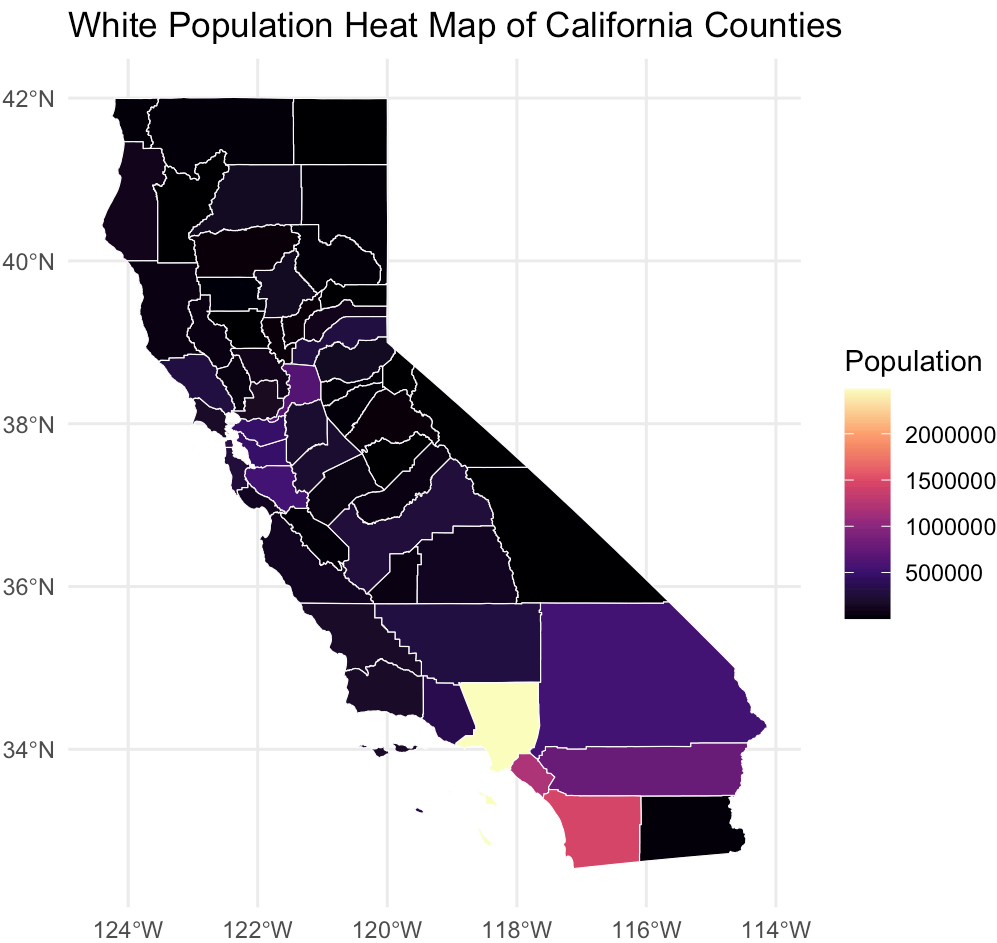 White Population Heat Map of California Counties
42°N
40°N
38°N
36°N
34°N
124°W 122°W 120°W 118°W 116°W 114°W
Population
2000000
1500000
1000000
500000